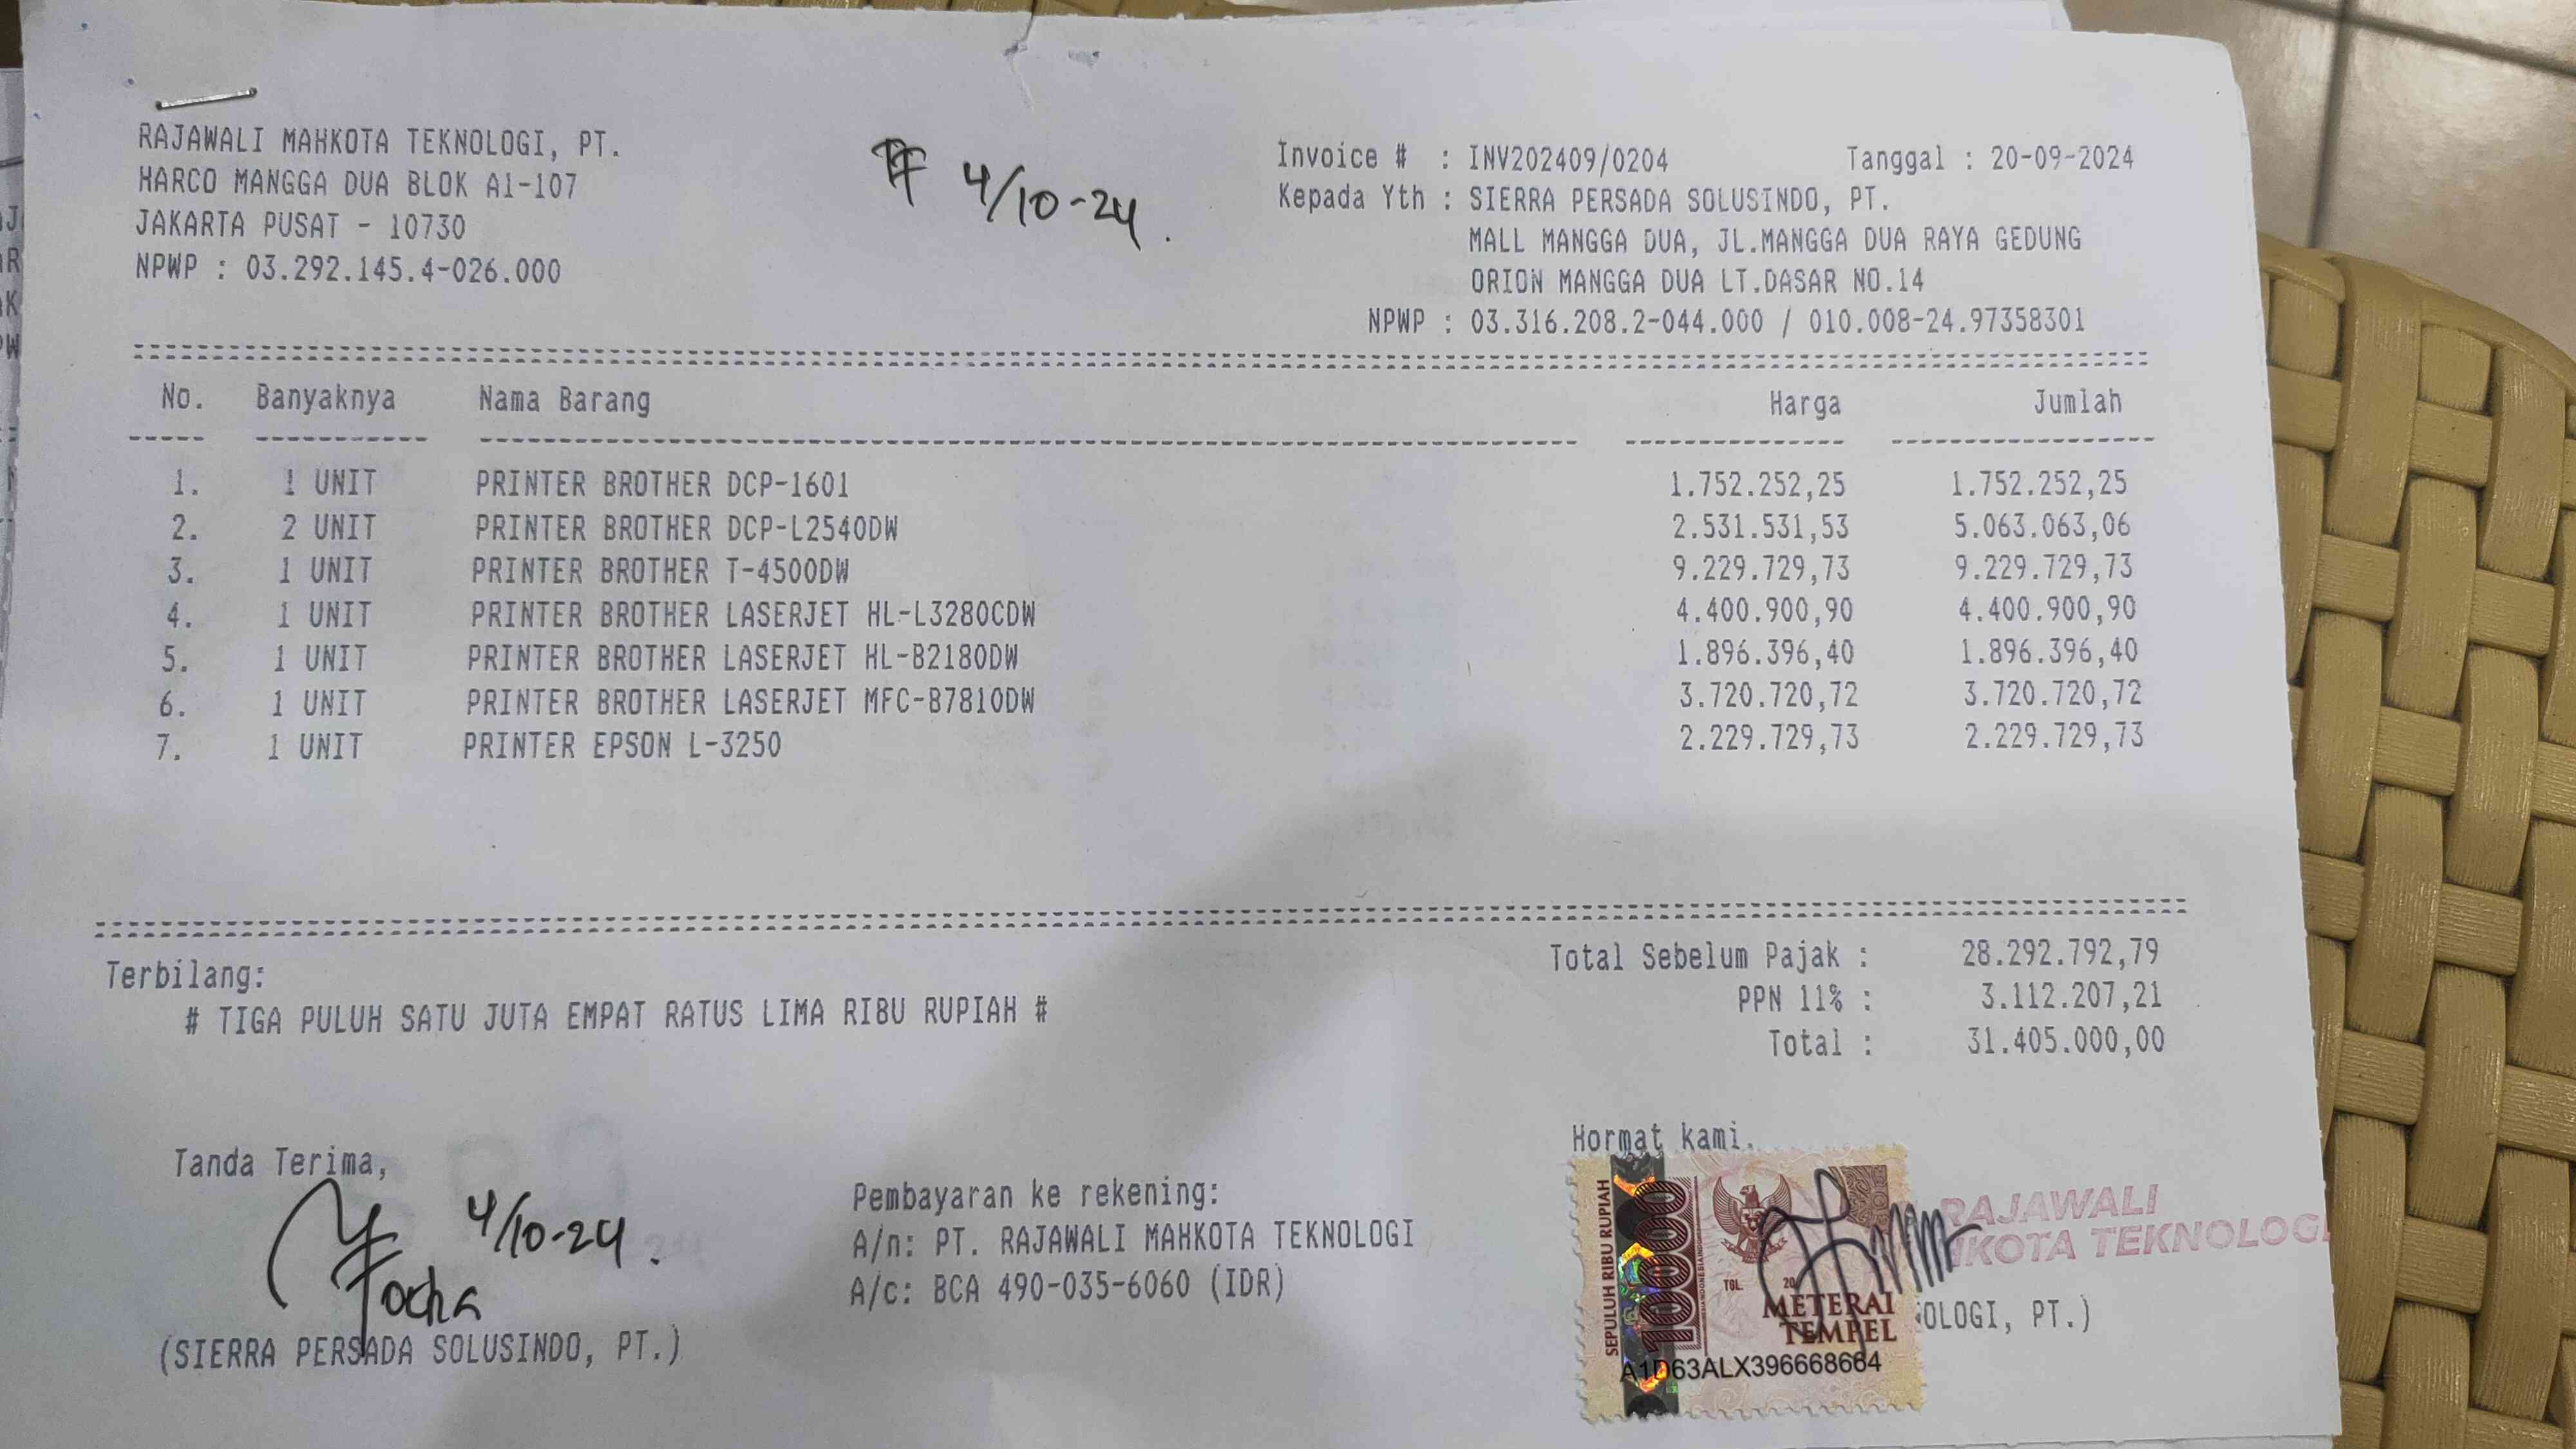 RAJAWALI MAHKOTA TEKNOLOGI, PT.
HARCO MANGGA DUA BLOK A1-107
JAKARTA PUSAT - 10730
NPWP : 03.292.145.4-026.000
4/10-24.
Invoice # : INV202409/0204 Tanggal : 20-09-2024
Kepada Yth : SIERRA PERSADA SOLUSINDO, PT.
MALL MANGGA DUA, JL.MANGGA DUA RAYA GEDUNG
ORION MANGGA DUA LT.DASAR NO.14
NPWP : 03.316.208.2-044.000 / 010.008-24.97358301
No. Banyaknya Nama Barang Harga Jumlah
1. 1 UNIT PRINTER BROTHER DCP-1601 1.752.252,25 1.752.252,25
2. 2 UNIT PRINTER BROTHER DCP-L2540DW 2.531.531,53 5.063.063,06
3. 1 UNIT PRINTER BROTHER T-4500DW 9.229.729,73 9.229.729,73
4. 1 UNIT PRINTER BROTHER LASERJET HL-L3280CDW 4.400.900,90 4.400.900,90
5. 1 UNIT PRINTER BROTHER LASERJET HL-B2180DW 1.896.396,40 1.896.396,40
6. 1 UNIT PRINTER BROTHER LASERJET MFC-B7810DW 3.720.720,72 3.720.720,72
7. 1 UNIT PRINTER EPSON L-3250 2.229.729,73 2.229.729,73
Total Sebelum Pajak : 28.292.792,79
PPN 11% : 3.112.207,21
Total : 31.405.000,00
Terbilang:
# TIGA PULUH SATU JUTA EMPAT RATUS LIMA RIBU RUPIAH #
Tanda Terima,
4/10-24.
(SIERRA PERSADA SOLUSINDO, PT.)
Pembayaran ke rekening:
A/n: PT. RAJAWALI MAHKOTA TEKNOLOGI
A/c: BCA 490-035-6060 (IDR)
Hormat kami.
SEPULUH RIBU RUPIAH
10000
TGL. 20
METERAI
TEMPEL
A1D63ALX396668664
RAJAWALI
KOTA TEKNOLOGI
OLOGI, PT.)